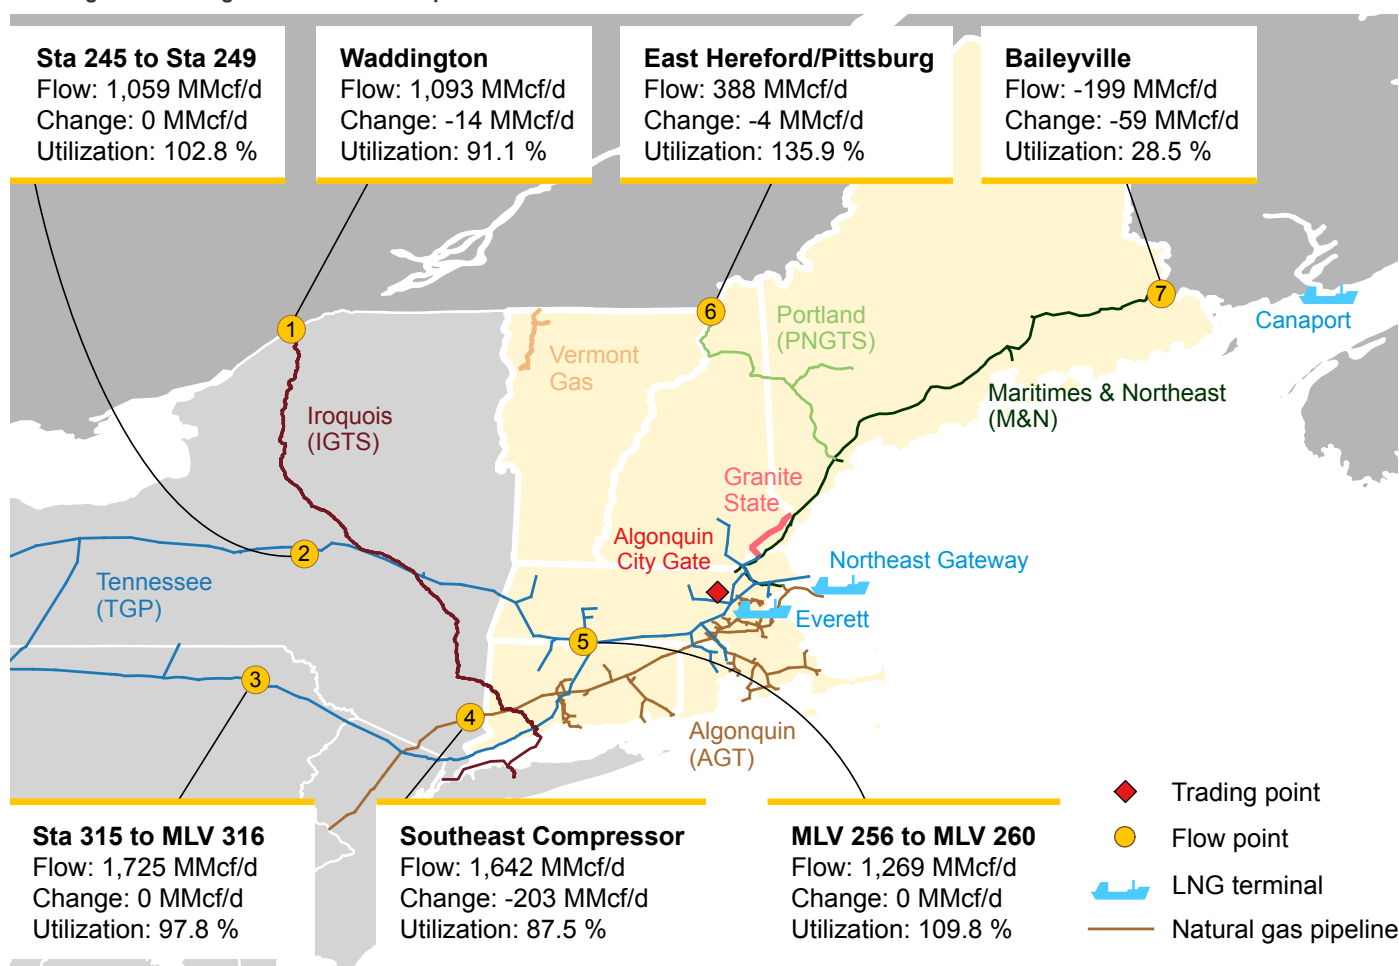 Sta 245 to Sta 249
Flow: 1,059 MMcf/d
Change: 0 MMcf/d
Utilization: 102.8 %
Waddington
Flow: 1,093 MMcf/d
Change: -14 MMcf/d
Utilization: 91.1 %
East Hereford/Pittsburg
Flow: 388 MMcf/d
Change: -4 MMcf/d
Utilization: 135.9 %
Baileyville
Flow: -199 MMcf/d
Change: -59 MMcf/d
Utilization: 28.5 %
7
6
1
Canaport
Portland
(PNGTS)
Vermont
Gas
Maritimes & Northeast
(M&N)
Iroquois
(IGTS)
Granite
State
Algonquin
City Gate
2
Northeast Gateway
Tennessee
(TGP)
Everett
5
3
4
Algonquin
(AGT)
Sta 315 to MLV 316
Flow: 1,725 MMcf/d
Change: 0 MMcf/d
Utilization: 97.8 %
Southeast Compressor
Flow: 1,642 MMcf/d
Change: -203 MMcf/d
Utilization: 87.5 %
MLV 256 to MLV 260
Flow: 1,269 MMcf/d
Change: 0 MMcf/d
Utilization: 109.8 %
Trading point
Flow point
LNG terminal
Natural gas pipeline